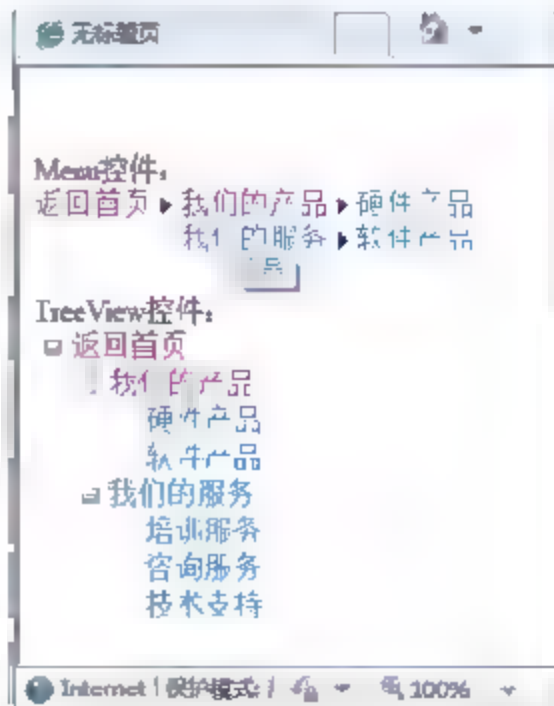 无标题页
Menu控件:
返回首页 我们的产品 硬件产品
我们的服务 软件产品
TreeView控件:
返回首页
我们的产品
硬件产品
软件产品
我们的服务
培训服务
咨询服务
技术支持
Internet | 保护模式: 100%